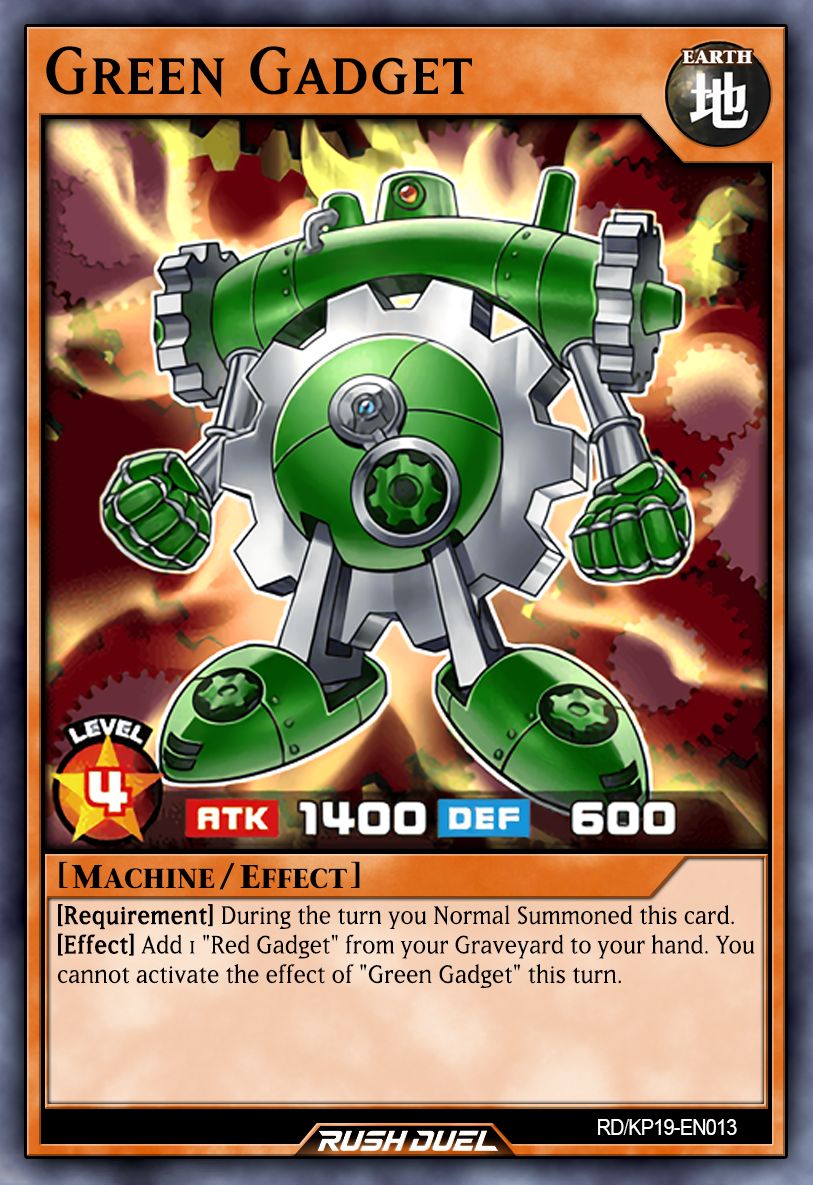 Green Gadget
EARTH
地
LEVEL
4
ATK 1400 DEF 600
[Machine/Effect]
[Requirement] During the turn you Normal Summoned this card.
[Effect] Add 1 "Red Gadget" from your Graveyard to your hand. You
cannot activate the effect of "Green Gadget" this turn.
RD/KP19-EN013
RUSH DUEL